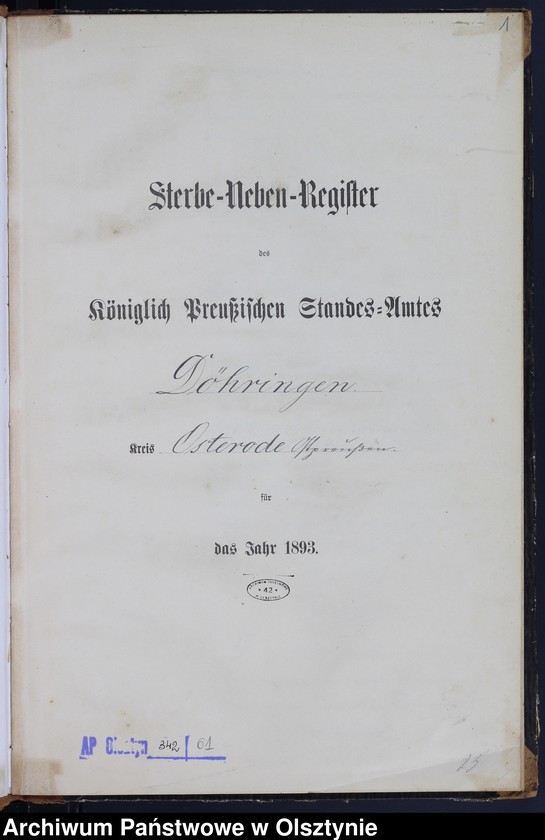 1
Sterbe-Neben-Register
des
Königlich Preußischen Standes-Amtes
Döhringen
Kreis Osterode Ostpreußen.
für
das Jahr 1893.
42
AP Olsztyn 342 61
25
Archiwum Państwowe w Olsztynie